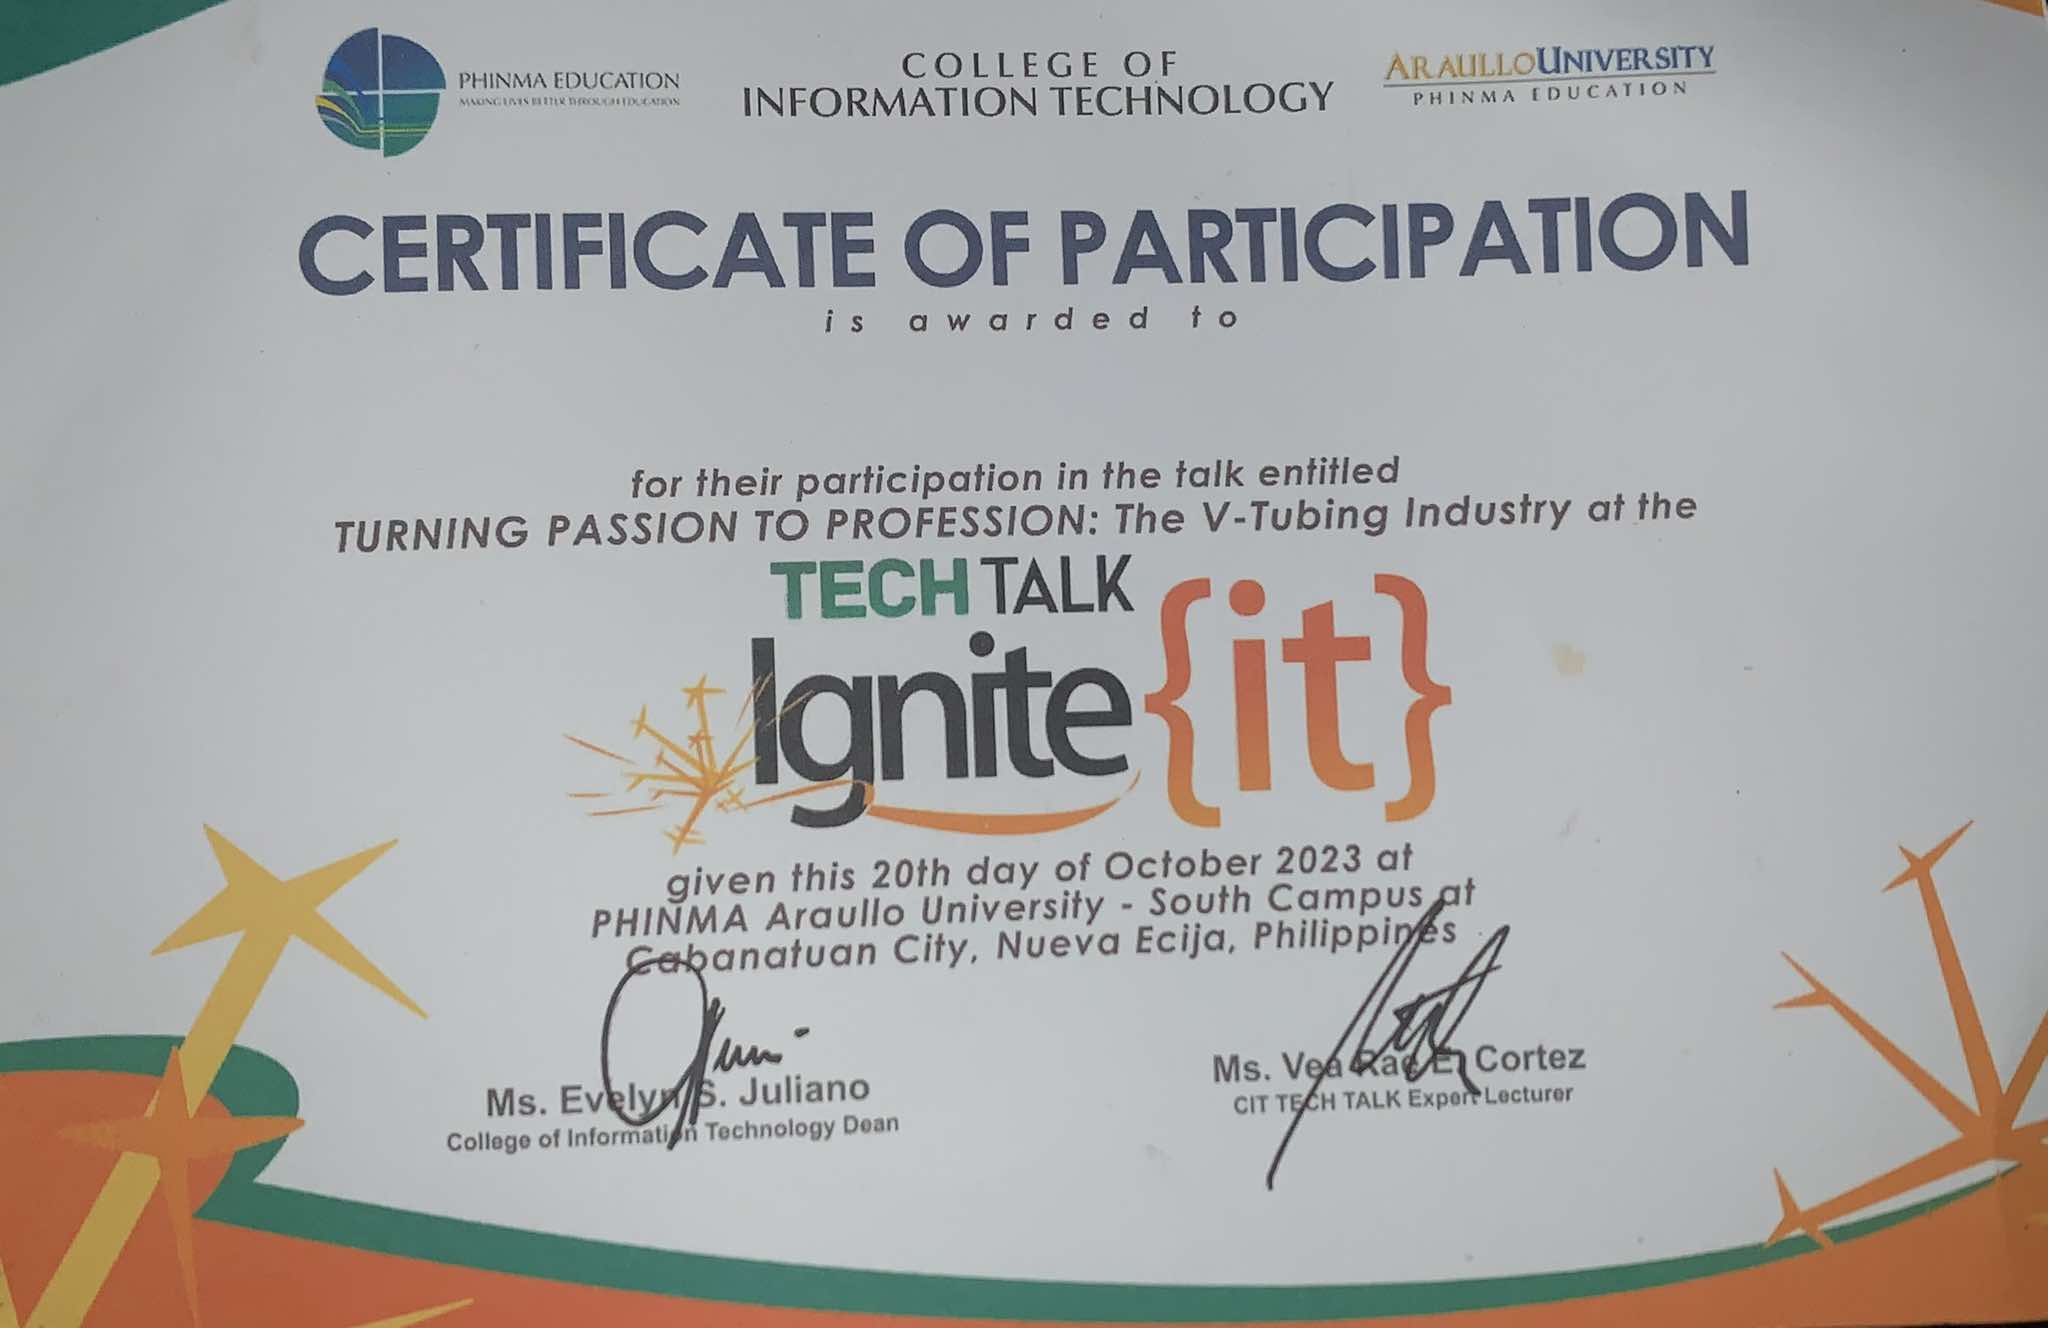 PHINMA EDUCATION
MAKING LIVES BETTER THROUGH EDUCATION
COLLEGE OF
INFORMATION TECHNOLOGY
ARAULLO UNIVERSITY
PHINMA EDUCATION
CERTIFICATE OF PARTICIPATION
is awarded to
for their participation in the talk entitled
TURNING PASSION TO PROFESSION: The V-Tubing Industry at the
TECH TALK
Ignite {it}
given this 20th day of October 2023 at
PHINMA Araullo University - South Campus at
Cabanatuan City, Nueva Ecija, Philippines
Ms. Evelyn S. Juliano
College of Information Technology Dean
Ms. Vea Rae E. Cortez
CIT TECH TALK Expert Lecturer